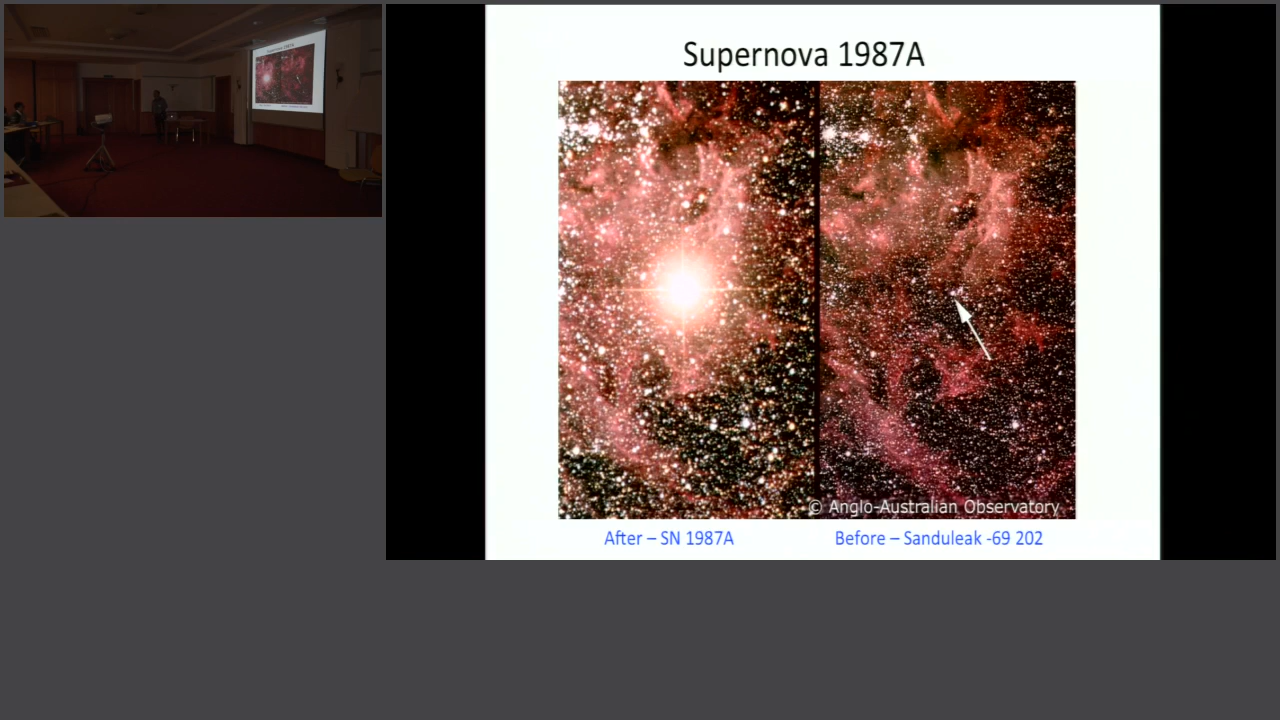 Supernova 1987A
© Anglo-Australian Observatory
After – SN 1987A
Before – Sanduleak -69 202